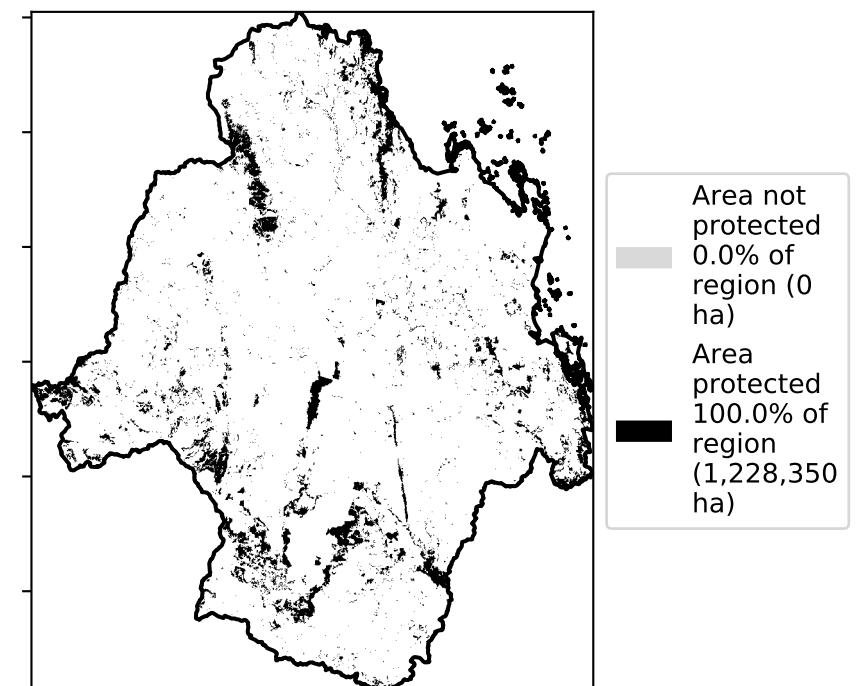 Area not
protected
0.0% of
region (0
ha)
Area
protected
100.0% of
region
(1,228,350
ha)